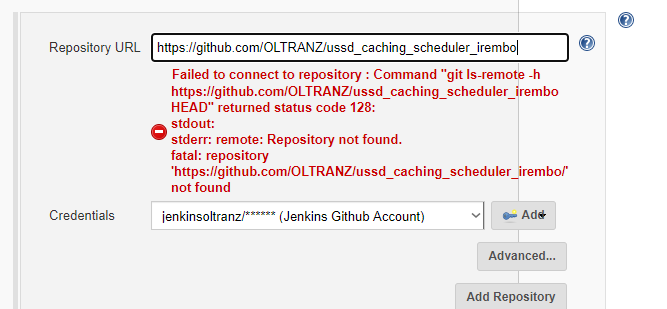 Repository URL
https://github.com/OLTRANZ/ussd_caching_scheduler_irembo
Failed to connect to repository : Command "git ls-remote -h
https://github.com/OLTRANZ/ussd_caching_scheduler_irembo
HEAD" returned status code 128:
stdout:
stderr: remote: Repository not found.
fatal: repository
'https://github.com/OLTRANZ/ussd_caching_scheduler_irembo/'
not found
Credentials
jenkinsoltranz/****** (Jenkins Github Account)
Add
Advanced...
Add Repository